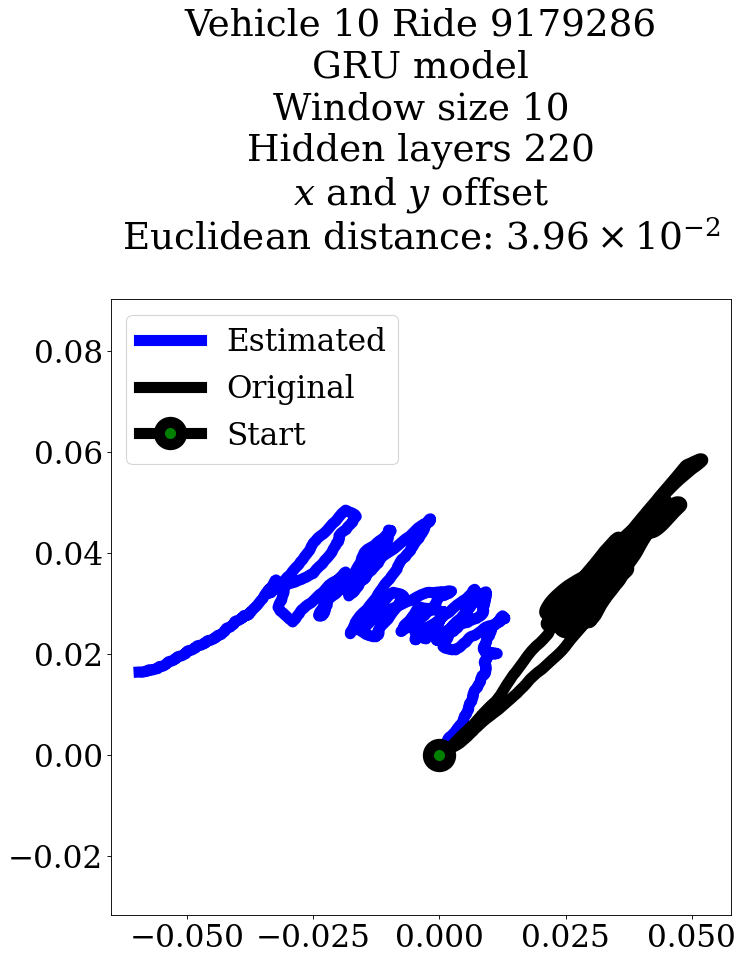 Vehicle 10 Ride 9179286
GRU model
Window size 10
Hidden layers 220
x and y offset
Euclidean distance: 3.96 × 10⁻²
Estimated
Original
Start
0.08
0.06
0.04
0.02
0.00
−0.02
−0.050 −0.025 0.000 0.025 0.050